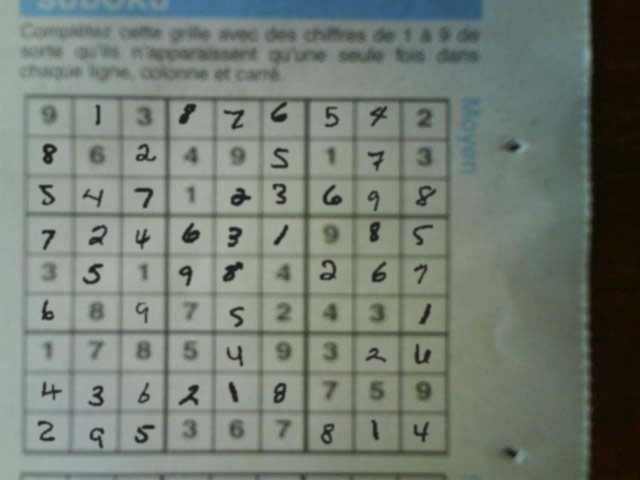 SUDOKU
Complétez cette grille avec des chiffres de 1 à 9 de
sorte qu'ils n'apparaissent qu'une seule fois dans
chaque ligne, colonne et carré.
Moyen
9 1 3 8 7 6 5 4 2
8 6 2 4 9 5 1 7 3
5 4 7 1 2 3 6 9 8
7 2 4 6 3 1 9 8 5
3 5 1 9 8 4 2 6 7
6 8 9 7 5 2 4 3 1
1 7 8 5 4 9 3 2 6
4 3 6 2 1 8 7 5 9
2 9 5 3 6 7 8 1 4